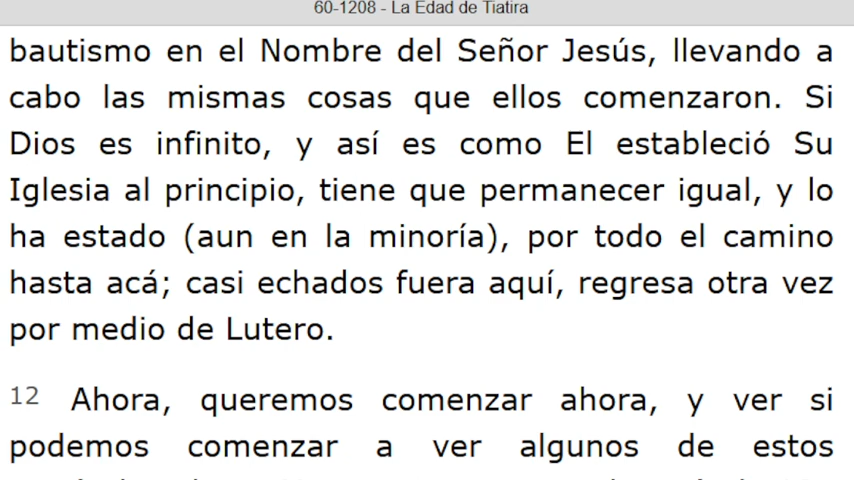 60-1208 - La Edad de Tiatira
bautismo en el Nombre del Señor Jesús, llevando a
cabo las mismas cosas que ellos comenzaron. Si
Dios es infinito, y así es como El estableció Su
Iglesia al principio, tiene que permanecer igual, y lo
ha estado (aun en la minoría), por todo el camino
hasta acá; casi echados fuera aquí, regresa otra vez
por medio de Lutero.
12 Ahora, queremos comenzar ahora, y ver si
podemos comenzar a ver algunos de estos